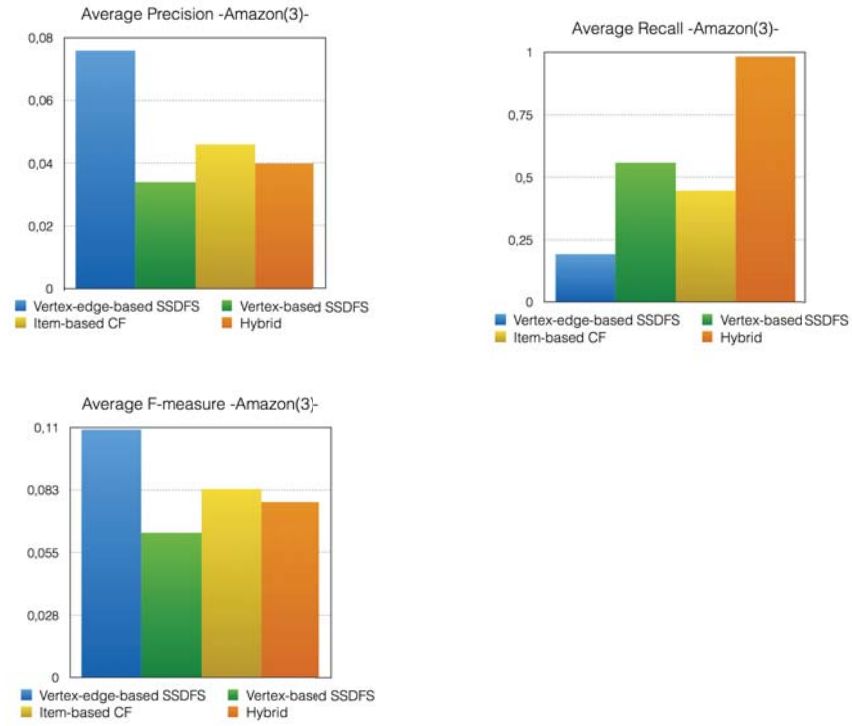 Average Precision -Amazon(3)-
0,08
0,06
0,04
0,02
0
Vertex-edge-based SSDFS
Vertex-based SSDFS
Item-based CF
Hybrid
Average Recall -Amazon(3)-
1
0,75
0,5
0,25
0
Vertex-edge-based SSDFS
Vertex-based SSDFS
Item-based CF
Hybrid
Average F-measure -Amazon(3)-
0,11
0,083
0,055
0,028
0
Vertex-edge-based SSDFS
Vertex-based SSDFS
Item-based CF
Hybrid